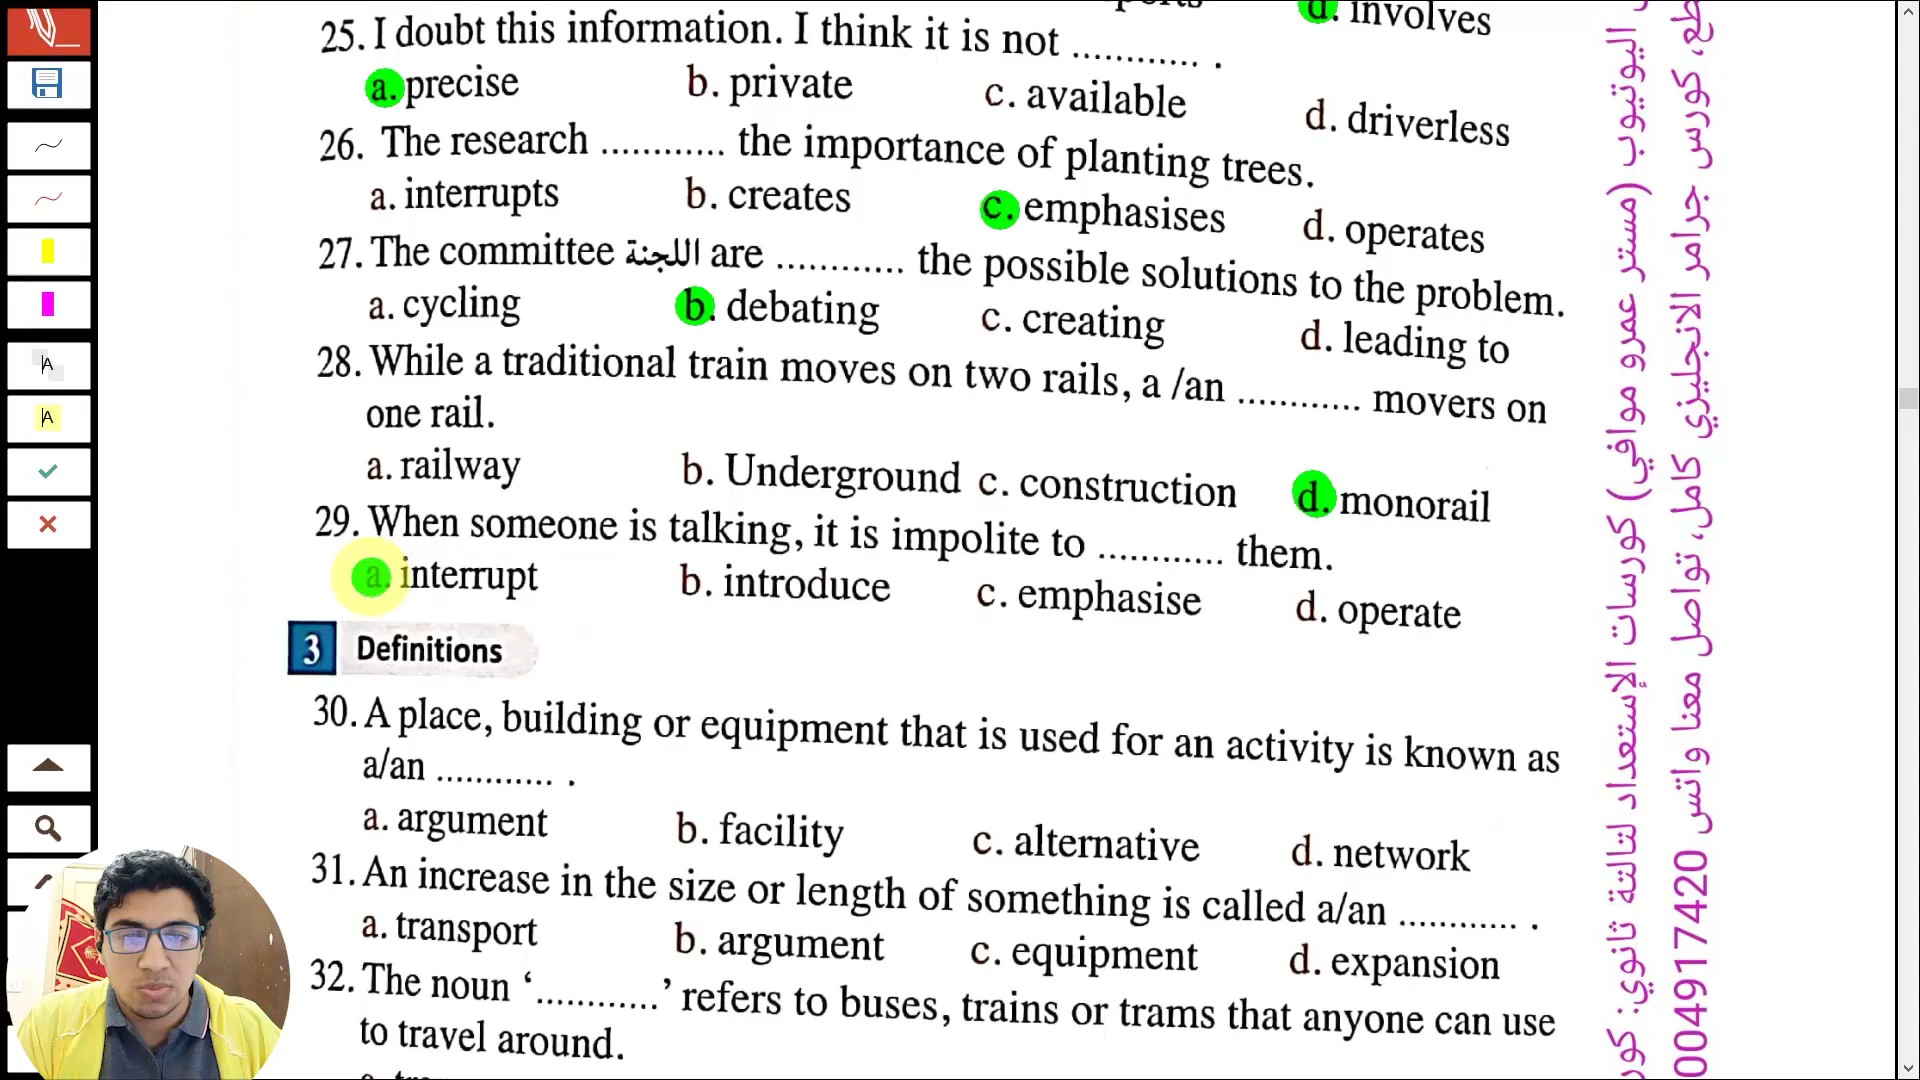 d. involves
25. I doubt this information. I think it is not ............ .
a. precise b. private c. available d. driverless
26. The research ............ the importance of planting trees.
a. interrupts b. creates c. emphasises d. operates
27. The committee اللجنة are ............ the possible solutions to the problem.
a. cycling b. debating c. creating d. leading to
28. While a traditional train moves on two rails, a /an ............ movers on
one rail.
a. railway b. Underground c. construction d. monorail
29. When someone is talking, it is impolite to ............ them.
a. interrupt b. introduce c. emphasise d. operate
3 Definitions
30. A place, building or equipment that is used for an activity is known as
a/an ............ .
a. argument b. facility c. alternative d. network
31. An increase in the size or length of something is called a/an ............ .
a. transport b. argument c. equipment d. expansion
32. The noun ‘............’ refers to buses, trains or trams that anyone can use
to travel around.
اليوتيوب (مستر عمرو موافي) كورسات الإستعداد لتالتة ثانوي:
كورس جرامر الانجليزي كامل، تواصل معنا واتس 00491917420